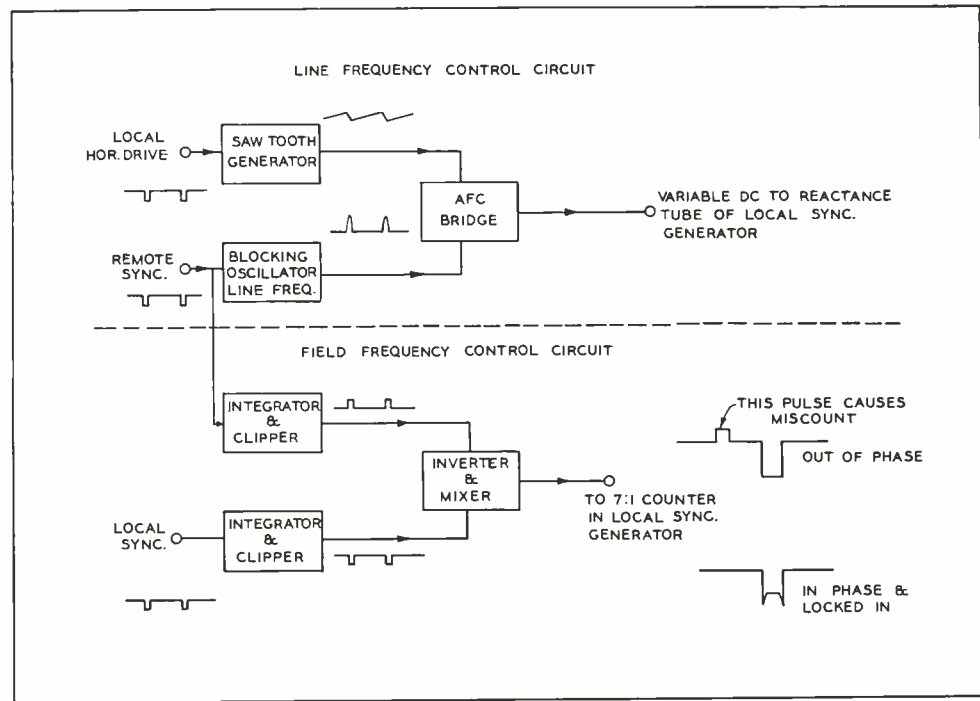 LINE FREQUENCY CONTROL CIRCUIT
LOCAL
HOR. DRIVE
SAW TOOTH
GENERATOR
AFC
BRIDGE
VARIABLE DC TO REACTANCE
TUBE OF LOCAL SYNC.
GENERATOR
REMOTE
SYNC.
BLOCKING
OSCILLATOR
LINE FREQ.
FIELD FREQUENCY CONTROL CIRCUIT
INTEGRATOR
&
CLIPPER
INVERTER
&
MIXER
THIS PULSE CAUSES
MISCOUNT
OUT OF PHASE
TO 7:1 COUNTER
IN LOCAL SYNC.
GENERATOR
LOCAL
SYNC.
INTEGRATOR
&
CLIPPER
IN PHASE &
LOCKED IN